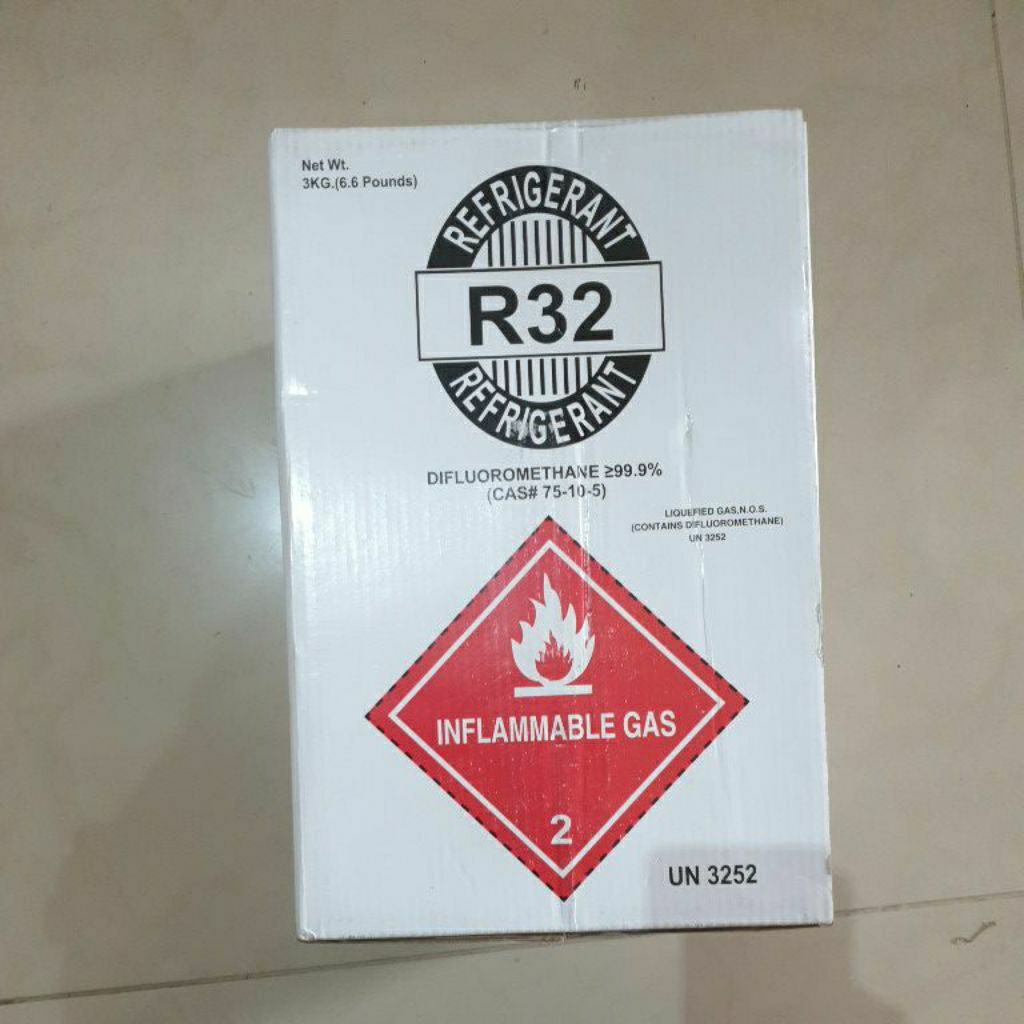 Net Wt.
3KG.(6.6 Pounds)
REFRIGERANT
R32
REFRIGERANT
DIFLUOROMETHANE ≥99.9%
(CAS# 75-10-5)
LIQUEFIED GAS,N.O.S.
(CONTAINS DIFLUOROMETHANE)
UN 3252
INFLAMMABLE GAS
2
UN 3252